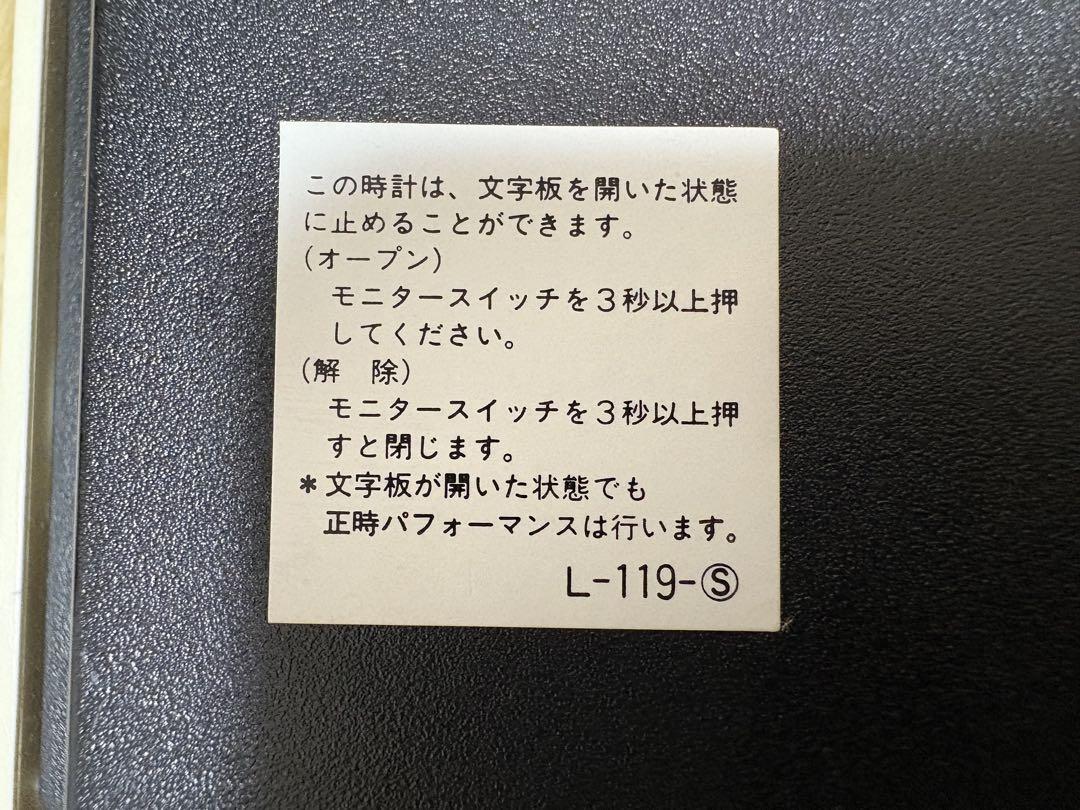 この時計は、文字板を開いた状態
に止めることができます。
(オープン)
モニタースイッチを3秒以上押
してください。
(解　除)
モニタースイッチを3秒以上押
すと閉じます。
*文字板が開いた状態でも
正時パフォーマンスは行います。
L-119-Ⓢ